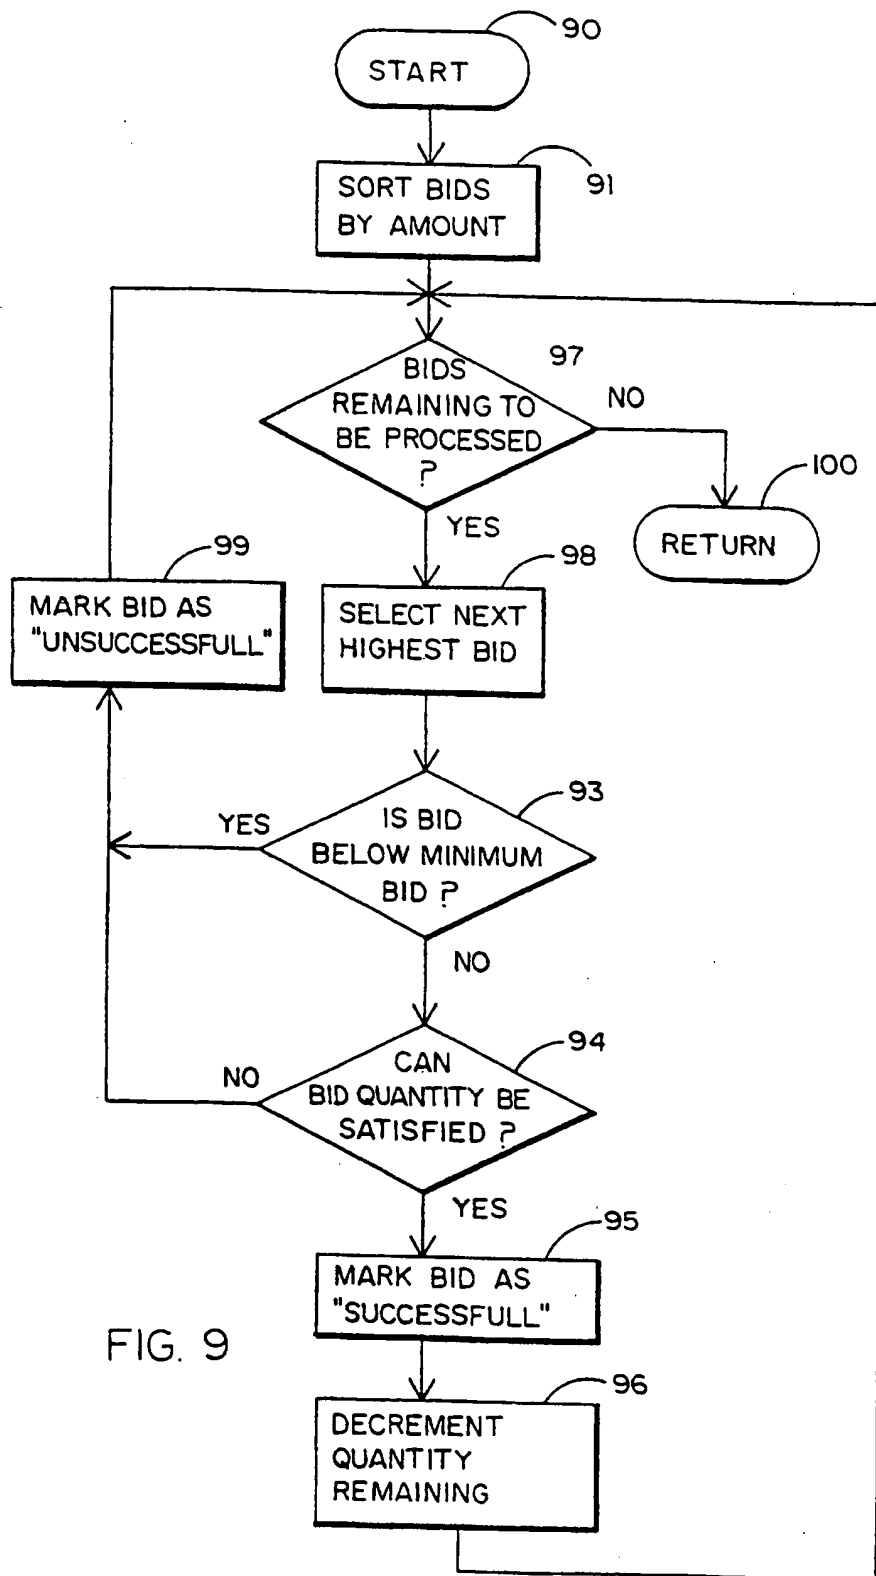 90
START
91
SORT BIDS
BY AMOUNT
97
BIDS
REMAINING TO
BE PROCESSED
?
NO
100
RETURN
YES
99
MARK BID AS
"UNSUCCESSFULL"
98
SELECT NEXT
HIGHEST BID
93
YES
IS BID
BELOW MINIMUM
BID ?
NO
94
NO
CAN
BID QUANTITY BE
SATISFIED ?
YES
95
MARK BID AS
"SUCCESSFULL"
FIG. 9
96
DECREMENT
QUANTITY
REMAINING